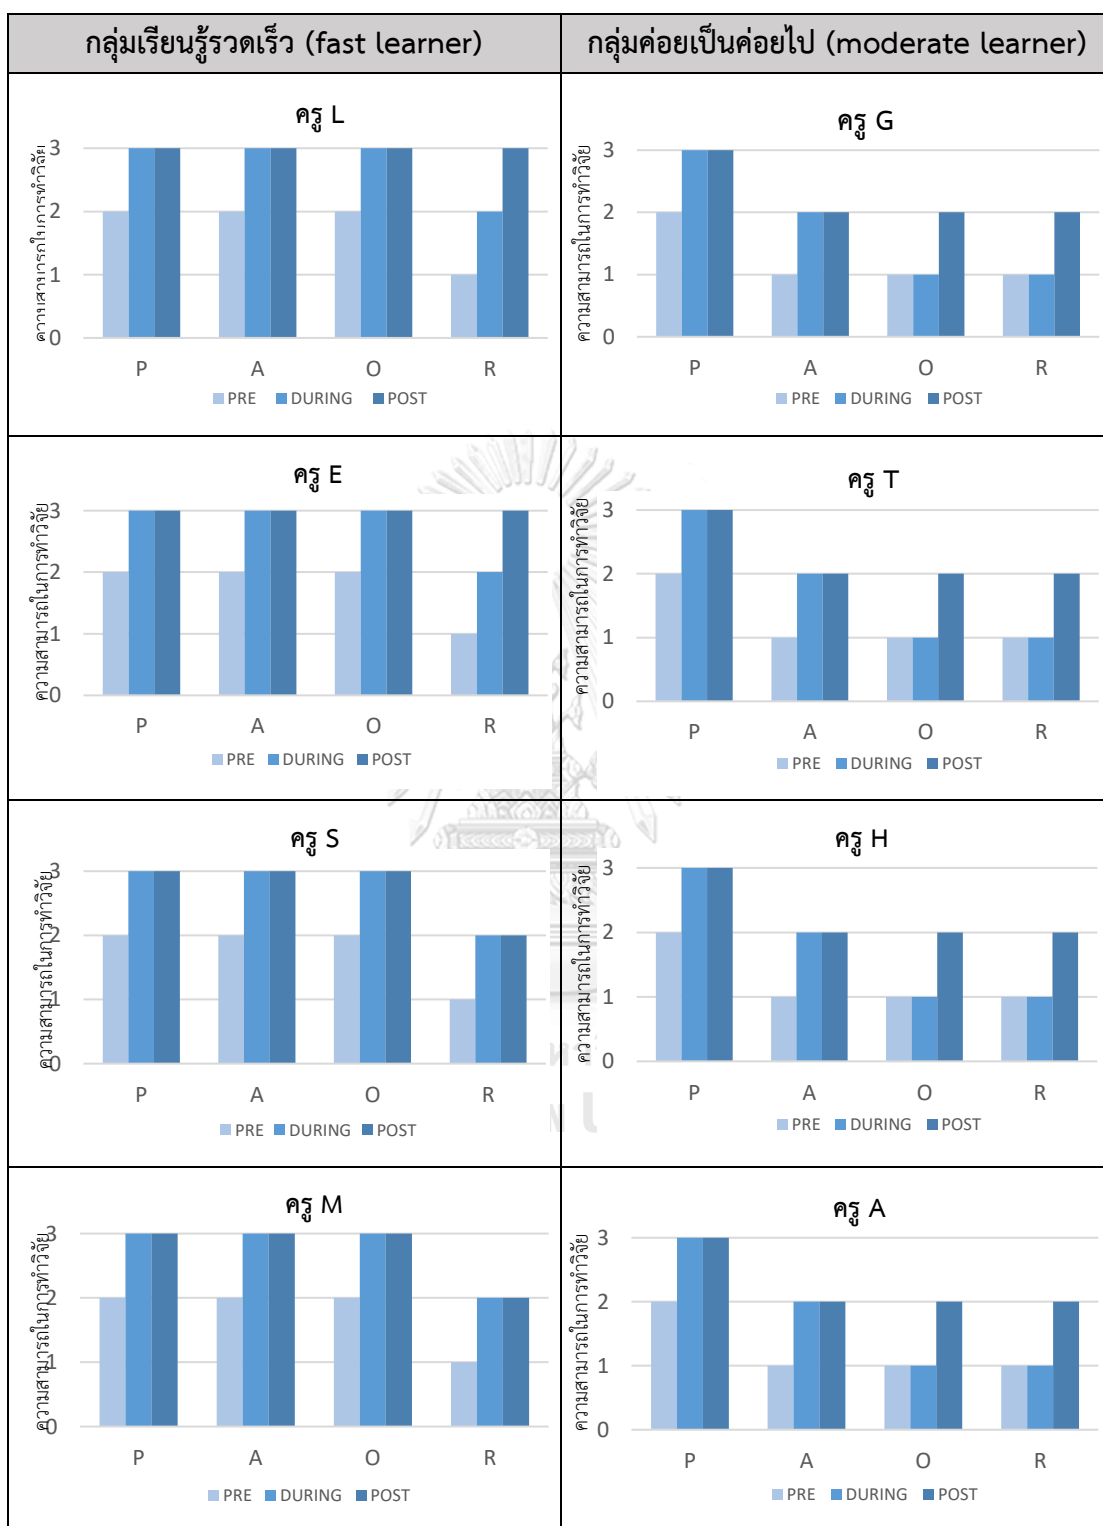 กลุ่มเรียนรู้รวดเร็ว (fast learner)
กลุ่มค่อยเป็นค่อยไป (moderate learner)
ครู L
ความสามารถในการทำวิจัย
3
2
1
0
P A O R
PRE DURING POST
ครู G
ความสามารถในการทำวิจัย
3
2
1
0
P A O R
PRE DURING POST
ครู E
ความสามารถในการทำวิจัย
3
2
1
0
P A O R
PRE DURING POST
ครู T
ความสามารถในการทำวิจัย
3
2
1
0
P A O R
PRE DURING POST
ครู S
ความสามารถในการทำวิจัย
3
2
1
0
P A O R
PRE DURING POST
ครู H
ความสามารถในการทำวิจัย
3
2
1
0
P A O R
PRE DURING POST
ครู M
ความสามารถในการทำวิจัย
3
2
1
0
P A O R
PRE DURING POST
ครู A
ความสามารถในการทำวิจัย
3
2
1
0
P A O R
PRE DURING POST